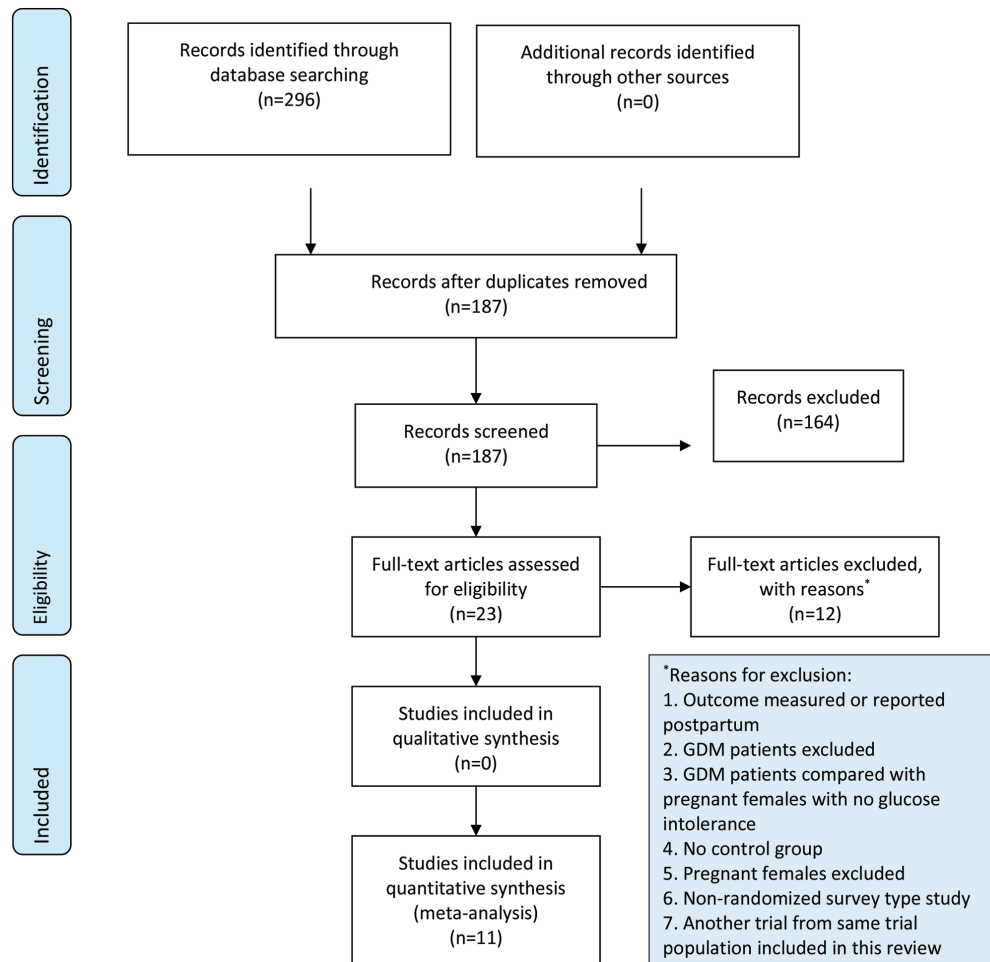 Identification
Records identified through
database searching
(n=296)
Additional records identified
through other sources
(n=0)
Screening
Records after duplicates removed
(n=187)
Records screened
(n=187)
Records excluded
(n=164)
Eligibility
Full-text articles assessed
for eligibility
(n=23)
Full-text articles excluded,
with reasons*
(n=12)
Included
Studies included in
qualitative synthesis
(n=0)
Studies included in
quantitative synthesis
(meta-analysis)
(n=11)
*Reasons for exclusion:
1. Outcome measured or reported
postpartum
2. GDM patients excluded
3. GDM patients compared with
pregnant females with no glucose
intolerance
4. No control group
5. Pregnant females excluded
6. Non-randomized survey type study
7. Another trial from same trial
population included in this review